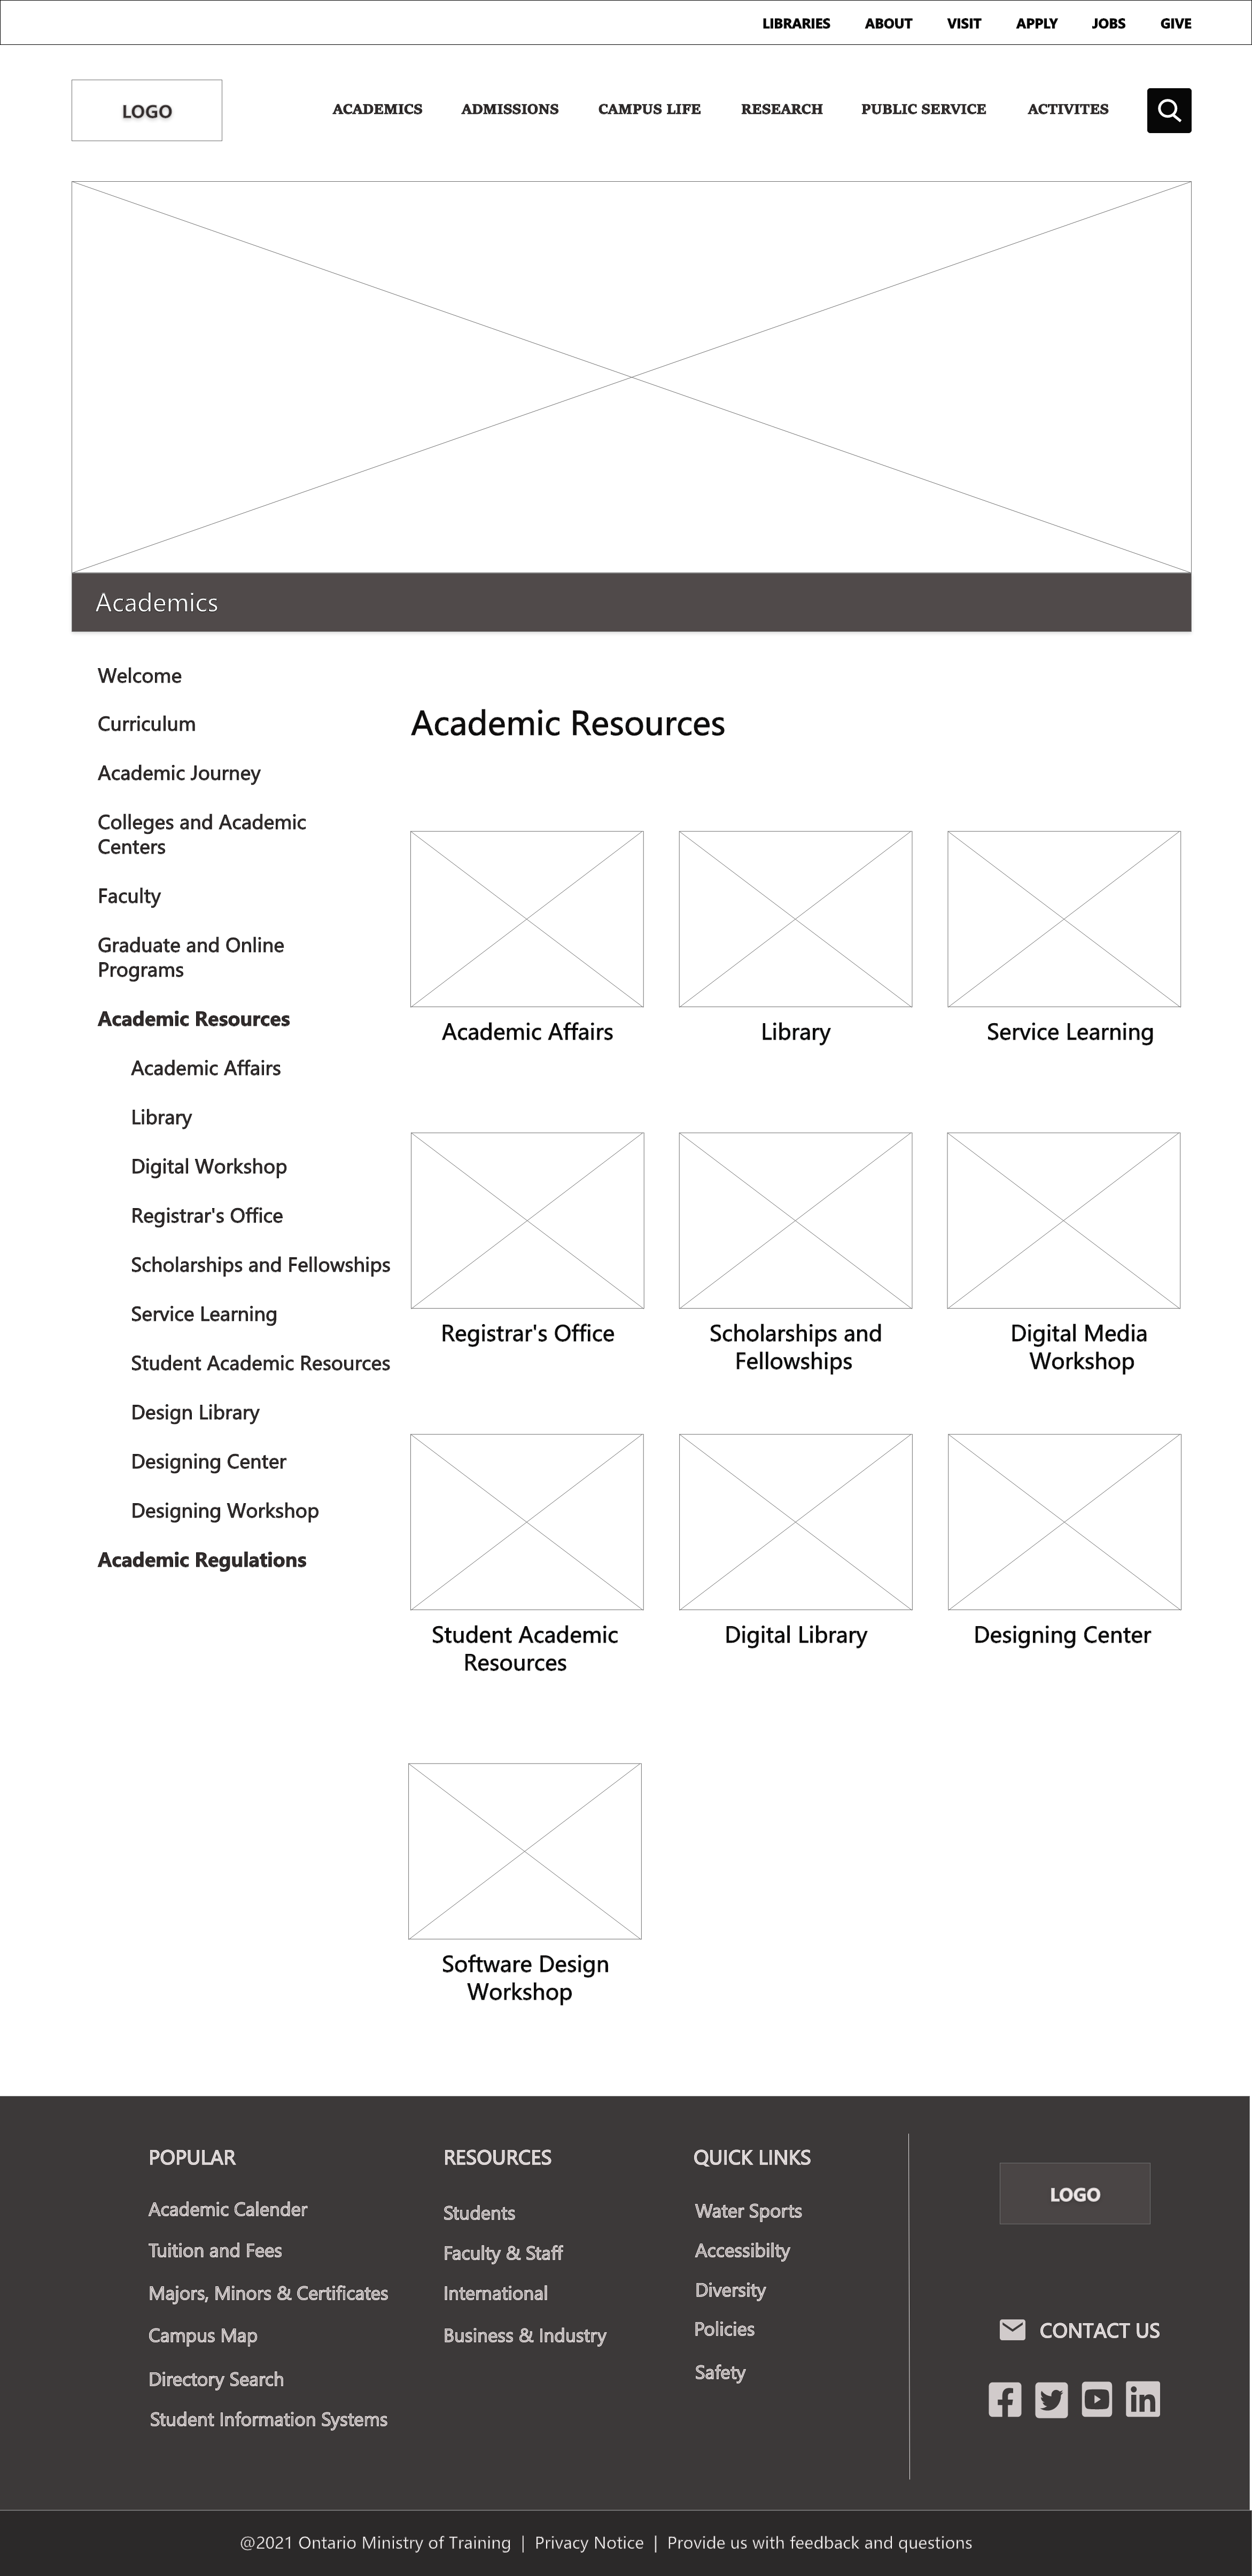 LIBRARIES ABOUT VISIT APPLY JOBS GIVE
LOGO
ACADEMICS ADMISSIONS CAMPUS LIFE RESEARCH PUBLIC SERVICE ACTIVITES
Academics
Welcome
Curriculum
Academic Journey
Colleges and Academic
Centers
Faculty
Graduate and Online
Programs
Academic Resources
Academic Affairs
Library
Digital Workshop
Registrar's Office
Scholarships and Fellowships
Service Learning
Student Academic Resources
Design Library
Designing Center
Designing Workshop
Academic Regulations
Academic Resources
Academic Affairs
Library
Service Learning
Registrar's Office
Scholarships and
Fellowships
Digital Media
Workshop
Student Academic
Resources
Digital Library
Designing Center
Software Design
Workshop
POPULAR
Academic Calender
Tuition and Fees
Majors, Minors & Certificates
Campus Map
Directory Search
Student Information Systems
RESOURCES
Students
Faculty & Staff
International
Business & Industry
QUICK LINKS
Water Sports
Accessibilty
Diversity
Policies
Safety
LOGO
CONTACT US
@2021 Ontario Ministry of Training | Privacy Notice | Provide us with feedback and questions